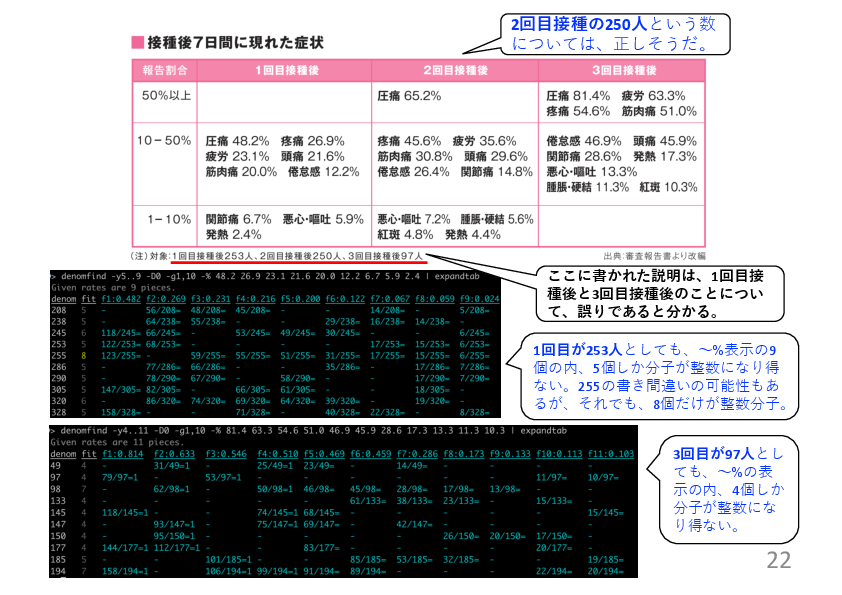 2回目接種の250人という数
については、正しそうだ。
■接種後7日間に現れた症状
報告割合 1回目接種後 2回目接種後 3回目接種後
50%以上 圧痛 65.2% 圧痛 81.4% 疲労 63.3%
疼痛 54.6% 筋肉痛 51.0%
10－50% 圧痛 48.2% 疼痛 26.9% 疼痛 45.6% 疲労 35.6% 倦怠感 46.9% 頭痛 45.9%
疲労 23.1% 頭痛 21.6% 筋肉痛 30.8% 頭痛 29.6% 関節痛 28.6% 発熱 17.3%
筋肉痛 20.0% 倦怠感 12.2% 倦怠感 26.4% 関節痛 14.8% 悪心・嘔吐 13.3%
腫脹・硬結 11.3% 紅斑 10.3%
1－10% 関節痛 6.7% 悪心・嘔吐 5.9% 悪心・嘔吐 7.2% 腫脹・硬結 5.6%
発熱 2.4% 紅斑 4.8% 発熱 4.4%
(注)対象：1回目接種後253人、2回目接種後250人、3回目接種後97人 出典：審査報告書より改編
ここに書かれた説明は、1回目接
種後と3回目接種後のことについ
て、誤りであると分かる。
> denomfind -y5..9 -D0 -g1,10 -% 48.2 26.9 23.1 21.6 20.0 12.2 6.7 5.9 2.4 | expandtab
Given rates are 9 pieces.
denom fit f1:0.482 f2:0.269 f3:0.231 f4:0.216 f5:0.200 f6:0.122 f7:0.067 f8:0.059 f9:0.024
208 5 - 56/208= 48/208= 45/208= - - 14/208= - 5/208=
238 5 - 64/238= 55/238= - - 29/238= 16/238= 14/238= -
245 6 118/245= 66/245= - 53/245= 49/245= 30/245= - - 6/245=
253 5 122/253= 68/253= - - - - 17/253= 15/253= 6/253=
255 8 123/255= - 59/255= 55/255= 51/255= 31/255= 17/255= 15/255= 6/255=
286 5 - 77/286= 66/286= - - 35/286= - 17/286= 7/286=
290 5 - 78/290= 67/290= - 58/290= - - 17/290= 7/290=
305 5 147/305= 82/305= - 66/305= 61/305= - - 18/305= -
320 6 - 86/320= 74/320= 69/320= 64/320= 39/320= - 19/320= -
328 5 158/328= - - 71/328= - 40/328= 22/328= - 8/328=
1回目が253人としても、～%表示の9
個の内、5個しか分子が整数になり得
ない。255の書き間違いの可能性もあ
るが、それでも、8個だけが整数分子。
> denomfind -y4..11 -D0 -g1,10 -% 81.4 63.3 54.6 51.0 46.9 45.9 28.6 17.3 13.3 11.3 10.3 | expandtab
Given rates are 11 pieces.
denom fit f1:0.814 f2:0.633 f3:0.546 f4:0.510 f5:0.469 f6:0.459 f7:0.286 f8:0.173 f9:0.133 f10:0.113 f11:0.103
49 4 - 31/49=1 - 25/49=1 23/49= - 14/49= - - - -
97 4 79/97=1 - 53/97=1 - - - - - - 11/97= 10/97=
98 7 - 62/98=1 - 50/98=1 46/98= 45/98= 28/98= 17/98= 13/98= - -
133 4 - - - - - 61/133= 38/133= 23/133= - 15/133= -
145 4 118/145=1 - - 74/145=1 68/145= - - - - - 15/145=
147 4 - 93/147=1 - 75/147=1 69/147= - 42/147= - - - -
150 4 - 95/150=1 - - - - - 26/150= 20/150= 17/150= -
177 4 144/177=1 112/177=1 - - 83/177= - - - - 20/177= -
185 5 - - 101/185=1 - - 85/185= 53/185= 32/185= - - 19/185=
194 7 158/194=1 - 106/194=1 99/194=1 91/194= 89/194= - - - 22/194= 20/194=
3回目が97人とし
ても、～%の表
示の内、4個しか
分子が整数にな
り得ない。
22